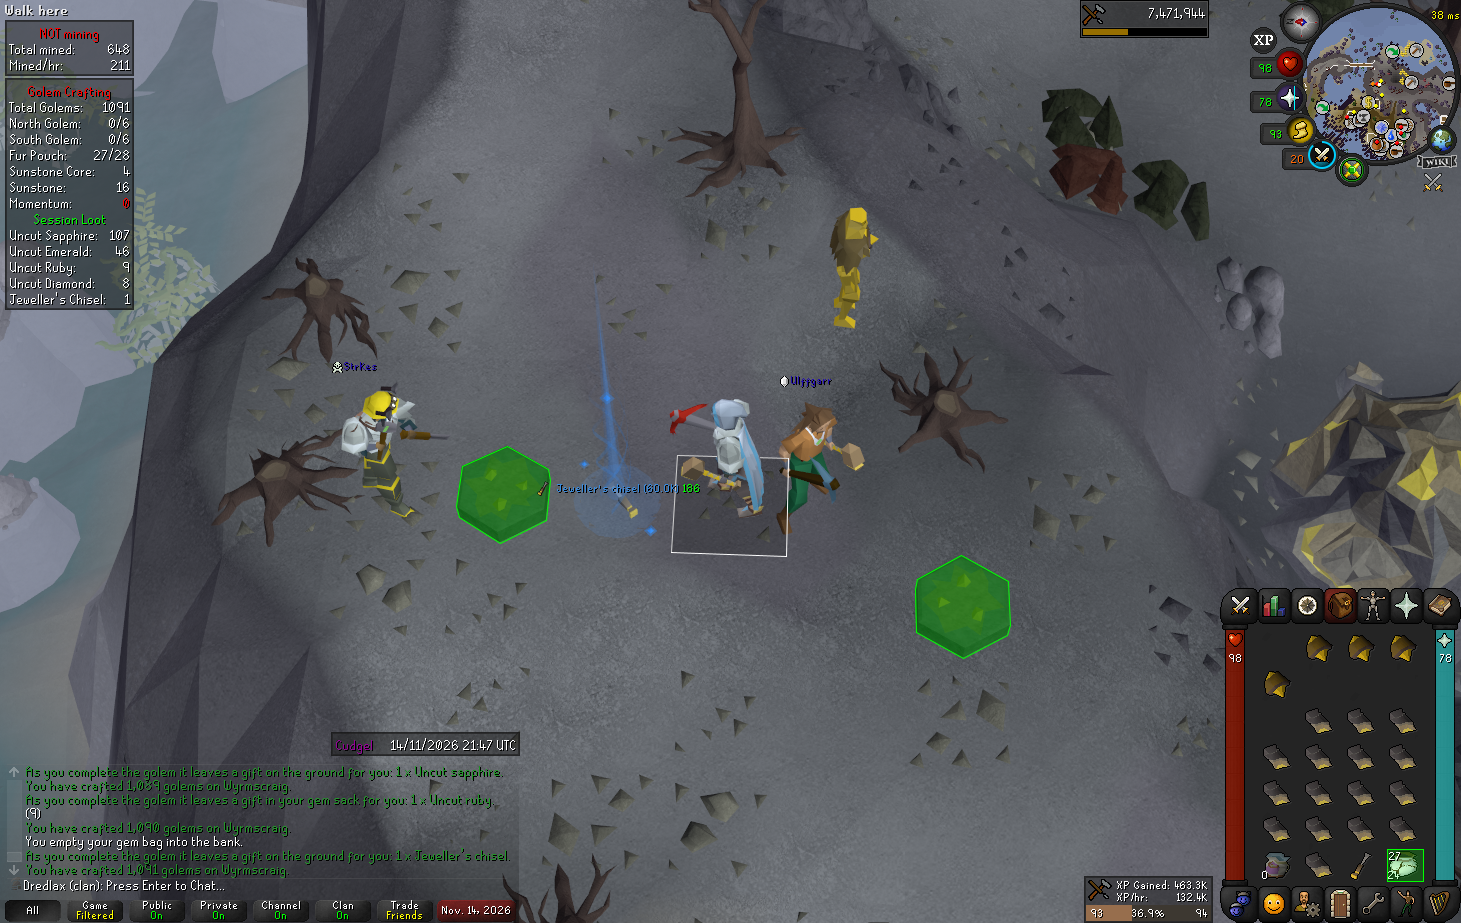 Walk here
NOT mining
Total mined: 648
Mined/hr: 211
Golem Crafting
Total Golems: 1091
North Golem: 0/6
South Golem: 0/6
Fur Pouch: 27/28
Sunstone Core: 4
Sunstone: 16
Momentum: 0
Session Loot
Uncut Sapphire: 107
Uncut Emerald: 46
Uncut Ruby: 9
Uncut Diamond: 8
Jeweller's Chisel: 1
7,471,944
38 ms
XP
98
78
93
20
WIKI
StrKes
Ulfgarr
Jeweller's chisel (60.0K) 186
98
78
0
27
24
Cudgel 14/11/2026 21:47 UTC
As you complete the golem it leaves a gift on the ground for you: 1 x Uncut sapphire.
You have crafted 1,089 golems on Wyrmscraig.
As you complete the golem it leaves a gift in your gem sack for you: 1 x Uncut ruby.
(9)
You have crafted 1,090 golems on Wyrmscraig.
You empty your gem bag into the bank.
As you complete the golem it leaves a gift on the ground for you: 1 x Jeweller's chisel.
You have crafted 1,091 golems on Wyrmscraig.
Dredlax (clan): Press Enter to Chat...
All
Game Filtered
Public On
Private On
Channel On
Clan On
Trade Friends
Nov. 14, 2026
XP Gained: 463.3K
XP/hr: 132.4K
93 36.9% 94